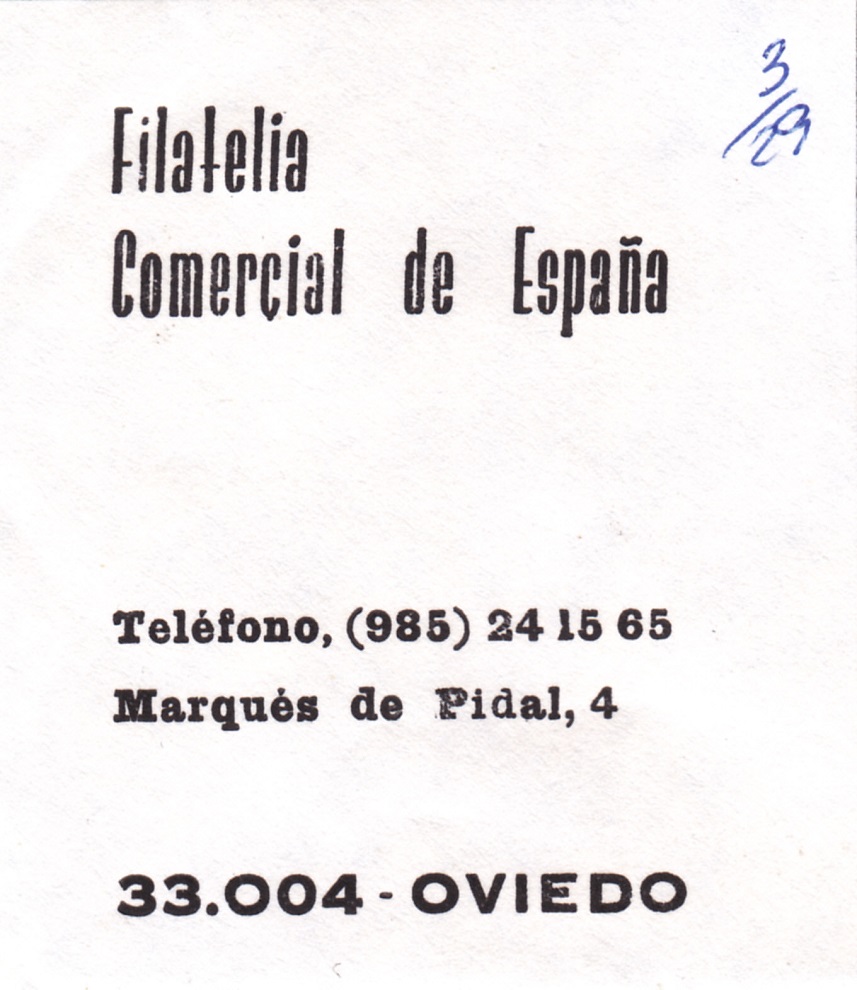 3/29
Filatelia
Comercial de España
Teléfono, (985) 24 15 65
Marqués de Pidal, 4
33.004 - OVIEDO